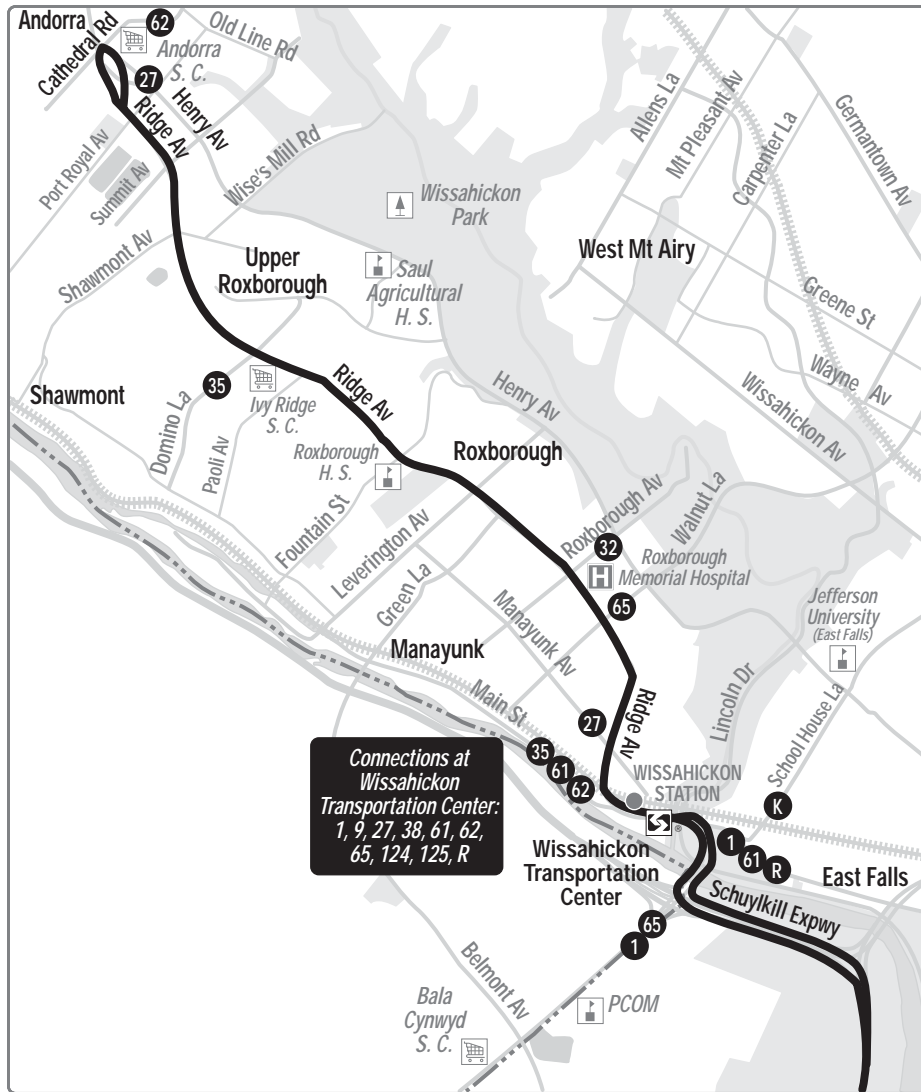 Andorra
62
Old Line Rd
Cathedral Rd
Andorra
S. C.
27
Henry Av
Ridge Av
Port Royal Av
Summit Av
Wise's Mill Rd
Allens La
Mt Pleasant Av
Carpenter La
Germantown Av
Wissahickon
Park
West Mt Airy
Shawmont Av
Upper
Roxborough
Saul
Agricultural
H. S.
Greene St
Wayne Av
Wissahickon Av
Shawmont
35
Domino La
Paoli Av
Ivy Ridge
S. C.
Ridge Av
Henry Av
Roxborough
H. S.
Roxborough
Fountain St
Leverington Av
Green La
Roxborough Av
Walnut La
32
H
Roxborough
Memorial Hospital
65
Manayunk Av
Jefferson
University
(East Falls)
Manayunk
Main St
Lincoln Dr
School House La
27
Ridge Av
35
61
62
WISSAHICKON
STATION
K
Connections at
Wissahickon
Transportation Center:
1, 9, 27, 38, 61, 62,
65, 124, 125, R
®
1
61
R
Wissahickon
Transportation
Center
East Falls
Schuylkill Expwy
65
1
Belmont Av
PCOM
Bala
Cynwyd
S. C.